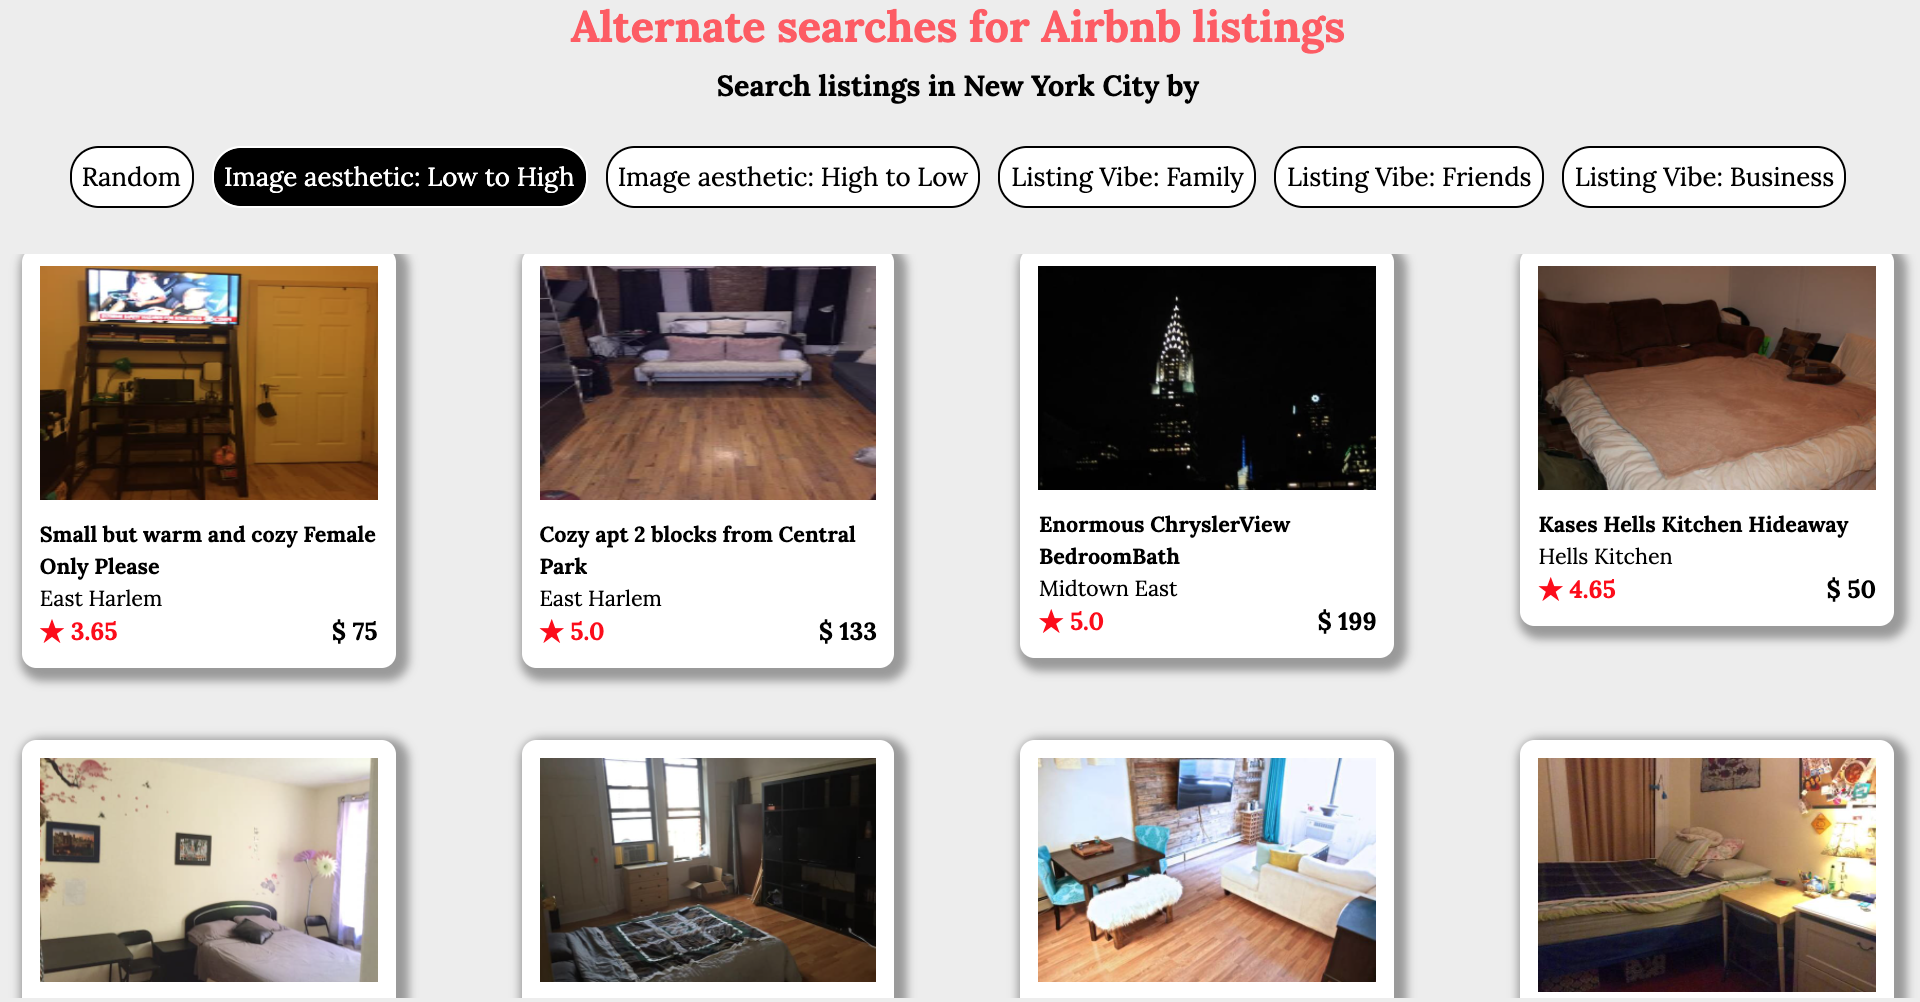 Alternate searches for Airbnb listings
Search listings in New York City by
Random
Image aesthetic: Low to High
Image aesthetic: High to Low
Listing Vibe: Family
Listing Vibe: Friends
Listing Vibe: Business
Small but warm and cozy Female
Only Please
East Harlem
★ 3.65
$ 75
Cozy apt 2 blocks from Central
Park
East Harlem
★ 5.0
$ 133
Enormous ChryslerView
BedroomBath
Midtown East
★ 5.0
$ 199
Kases Hells Kitchen Hideaway
Hells Kitchen
★ 4.65
$ 50